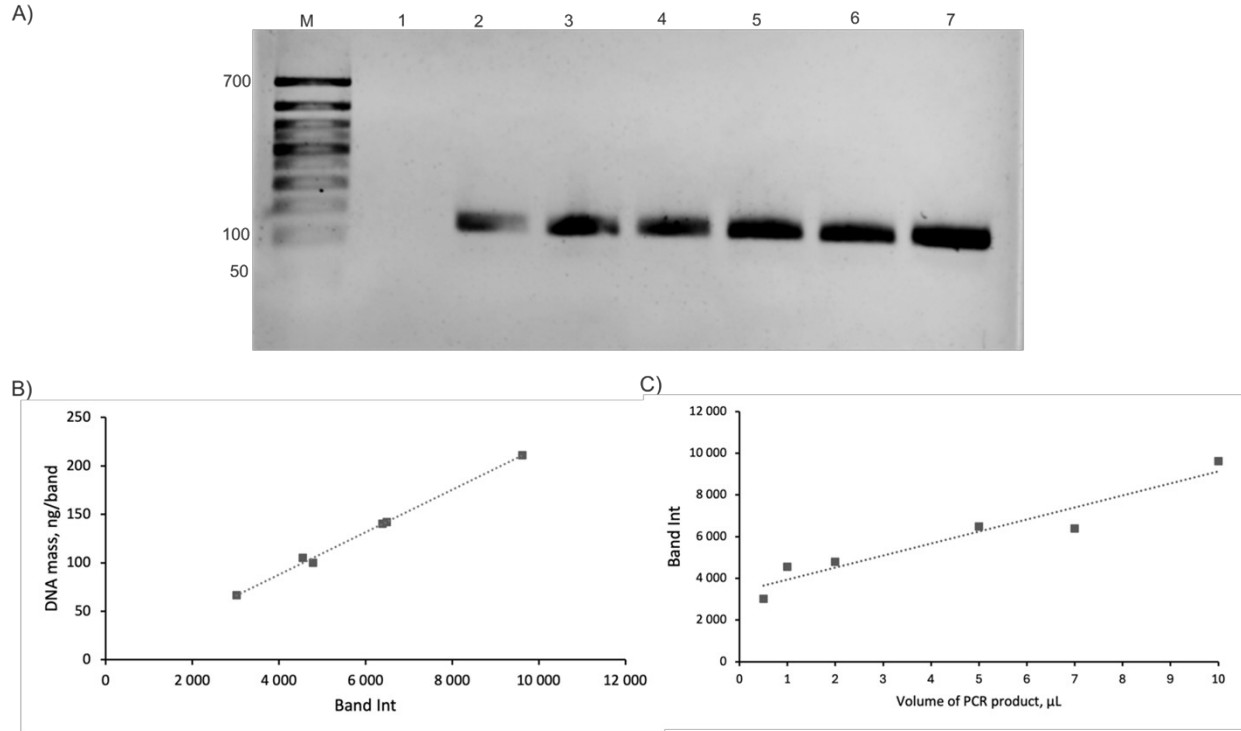 A)
M 1 2 3 4 5 6 7
700
100
50
B)
250
200
150
100
50
0
DNA mass, ng/band
0 2 000 4 000 6 000 8 000 10 000 12 000
Band Int
C)
12 000
10 000
8 000
6 000
4 000
2 000
0
Band Int
0 1 2 3 4 5 6 7 8 9 10
Volume of PCR product, µL